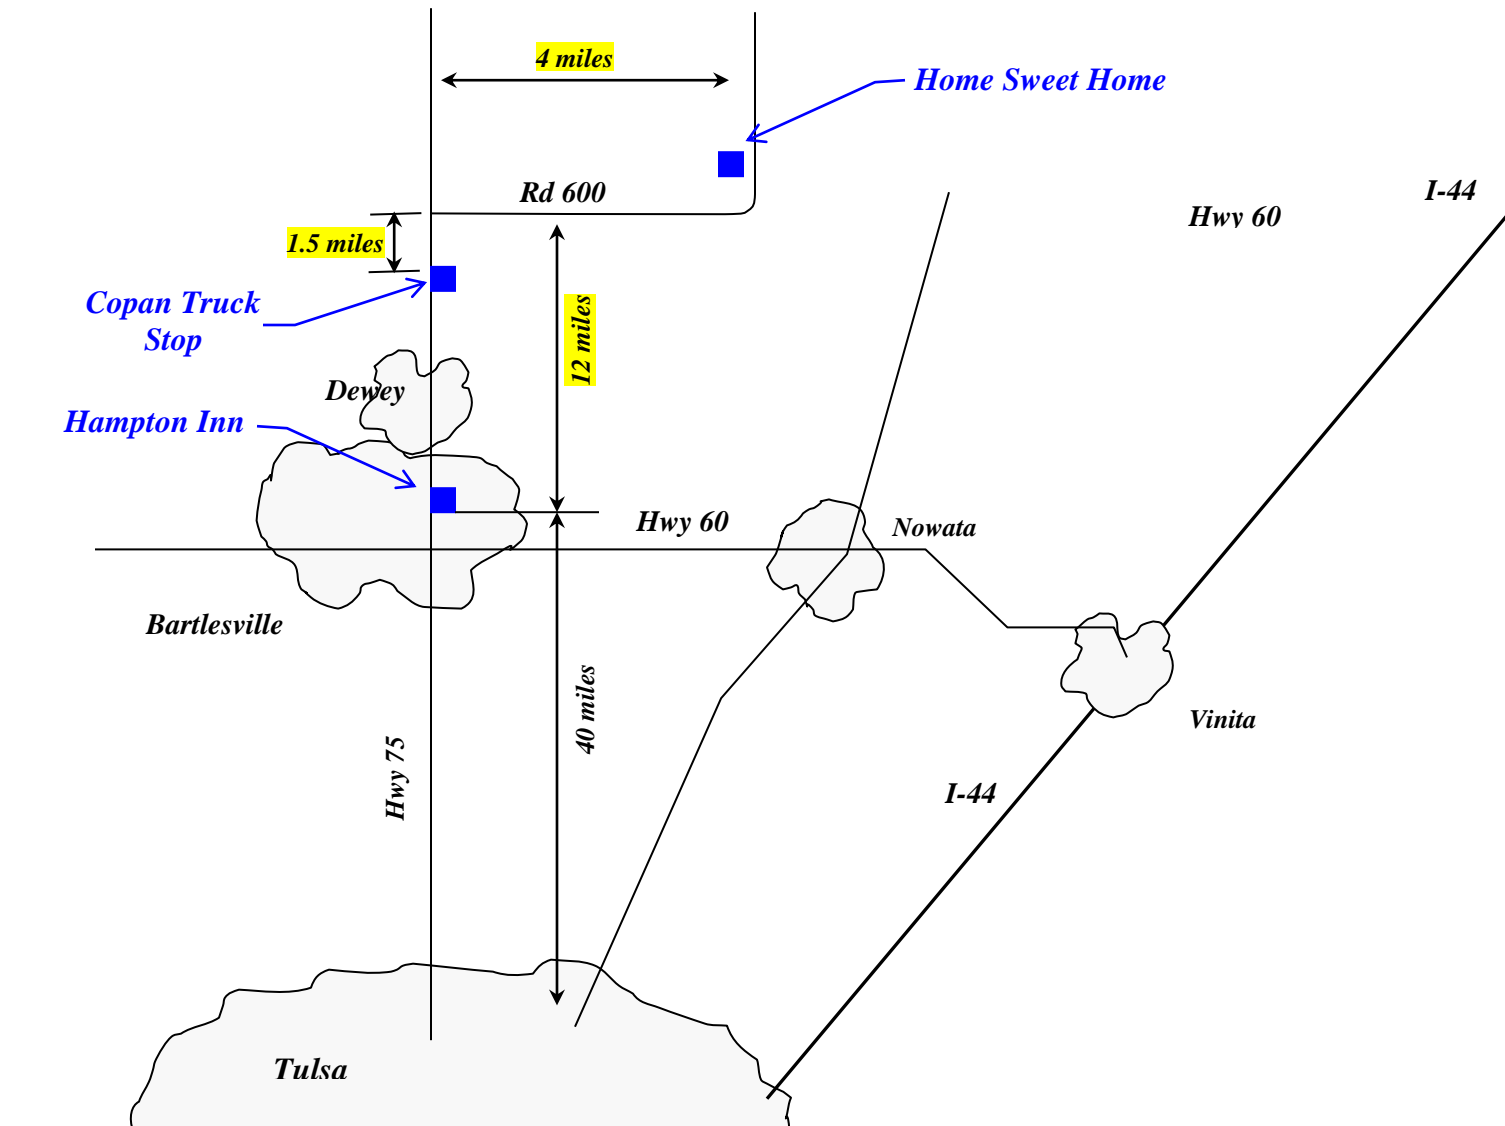 4 miles
Home Sweet Home
Rd 600
I-44
Hwy 60
1.5 miles
Copan Truck
Stop
12 miles
Dewey
Hampton Inn
Hwy 60
Nowata
Bartlesville
40 miles
Vinita
Hwy 75
I-44
Tulsa